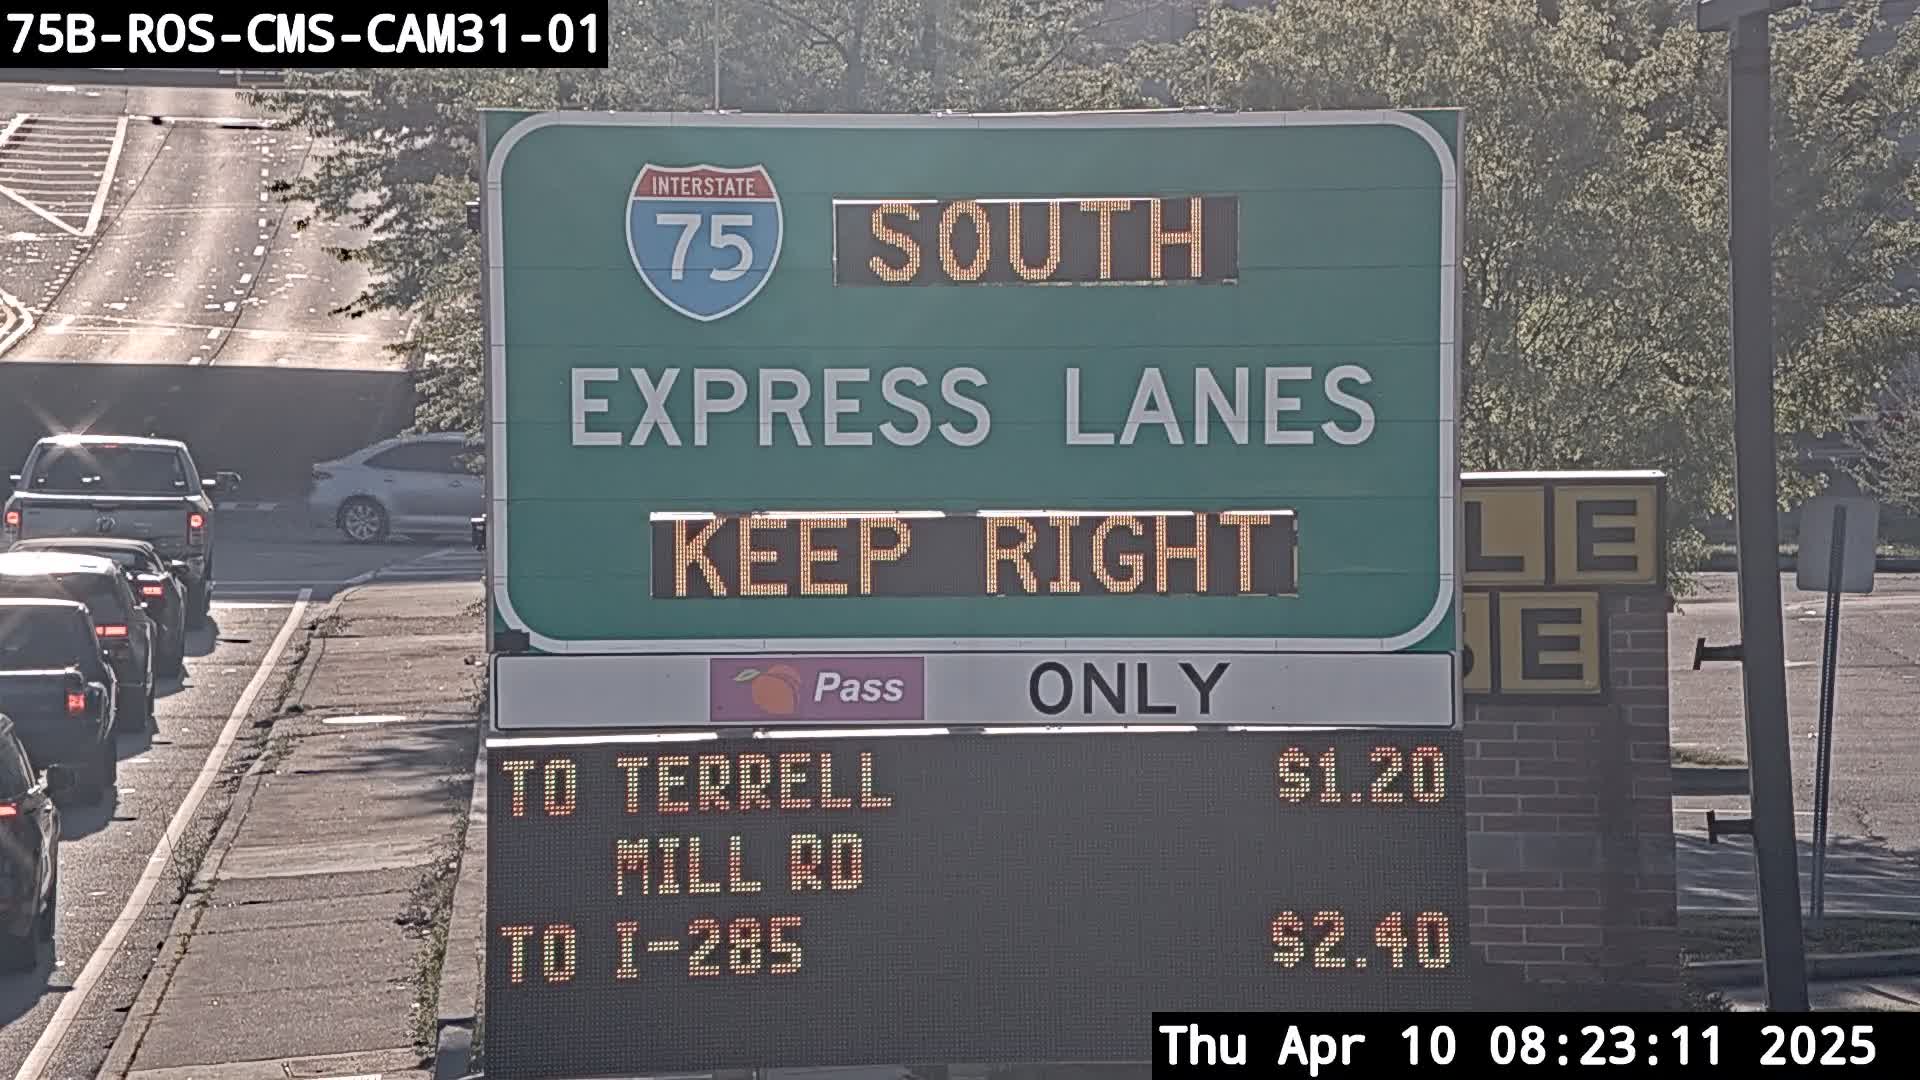 75B-ROS-CMS-CAM31-01
INTERSTATE
75
SOUTH
EXPRESS LANES
KEEP RIGHT
Pass ONLY
TO TERRELL $1.20
MILL RD
TO I-285 $2.40
LE
E
Thu Apr 10 08:23:11 2025